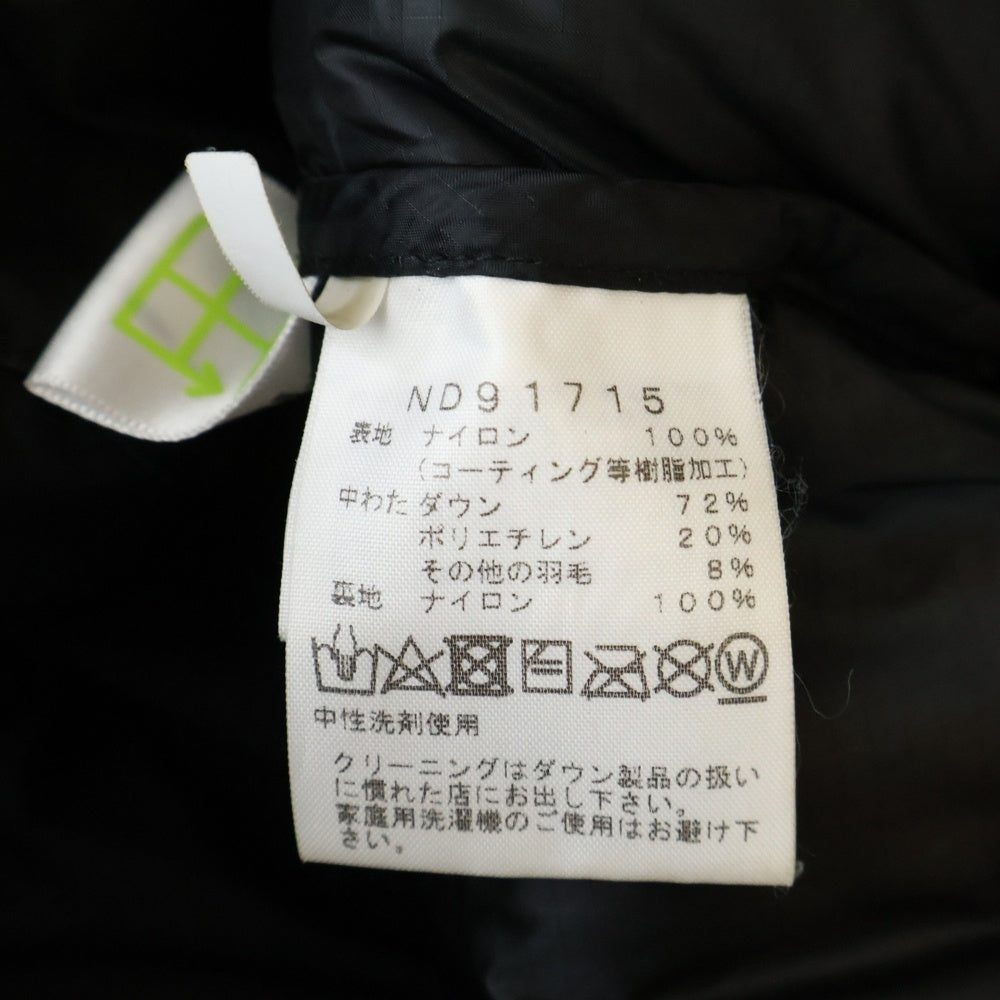 ND91715
表地 ナイロン 100%
(コーティング等樹脂加工)
中わた ダウン 72%
ポリエチレン 20%
その他の羽毛 8%
裏地 ナイロン 100%
W
中性洗剤使用
クリーニングはダウン製品の扱い
に慣れた店にお出し下さい。
家庭用洗濯機のご使用はお避け下
さい。